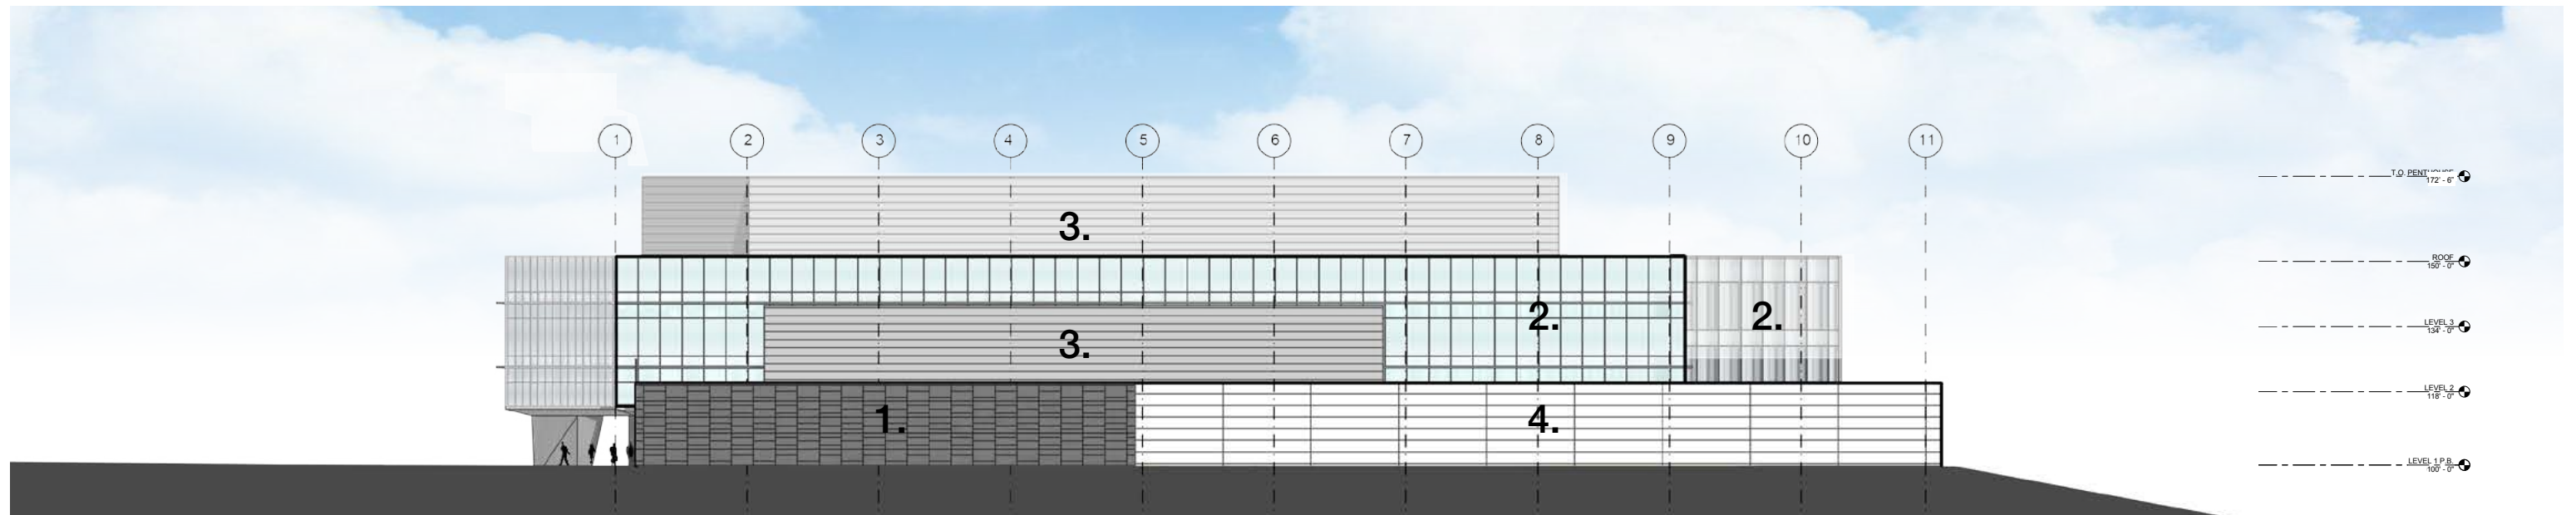 1 2 3 4 5 6 7 8 9 10 11
T.O.
172' - 6"
3.
ROOF
150' - 0"
2. 2.
LEVEL 3
134' - 0"
3.
LEVEL 2
118' - 0"
1. 4.
LEVEL 1 P.B.
100' - 0"